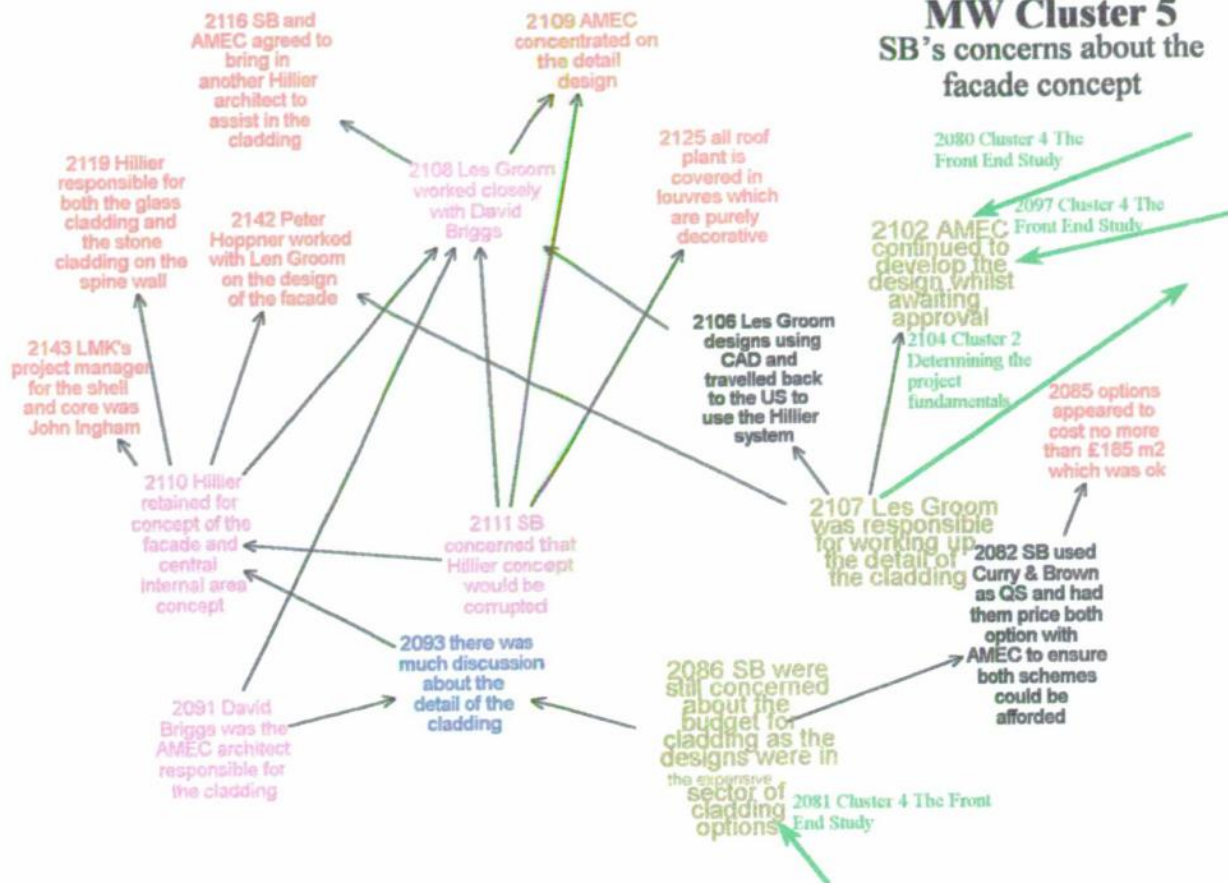 MW Cluster 5
SB's concerns about the
facade concept
2116 SB and
AMEC agreed to
bring in
another Hillier
architect to
assist in the
cladding
2109 AMEC
concentrated on
the detail
design
2080 Cluster 4 The
Front End Study
2119 Hillier
responsible for
both the glass
cladding and
the stone
cladding on the
spine wall
2142 Peter
Hoppner worked
with Len Groom
on the design
of the facade
2108 Les Groom
worked closely
with David
Briggs
2125 all roof
plant is
covered in
louvres which
are purely
decorative
2097 Cluster 4 The
Front End Study
2102 AMEC
continued to
develop the
design whilst
awaiting
approval
2143 LMK's
project manager
for the shell
and core was
John Ingham
2106 Les Groom
designs using
CAD and
travelled back
to the US to
use the Hillier
system
2104 Cluster 2
Determining the
project
fundamentals
2085 options
appeared to
cost no more
than £185 m2
which was ok
2110 Hillier
retained for
concept of the
facade and
central
internal area
concept
2111 SB
concerned that
Hillier concept
would be
corrupted
2107 Les Groom
was responsible
for working up
the detail of
the cladding
2082 SB used
Curry & Brown
as QS and had
them price both
option with
AMEC to ensure
both schemes
could be
afforded
2093 there was
much discussion
about the
detail of the
cladding
2091 David
Briggs was the
AMEC architect
responsible for
the cladding
2086 SB were
still concerned
about the
budget for
cladding as the
designs were in
the expensive
sector of
cladding
options
2081 Cluster 4 The Front
End Study